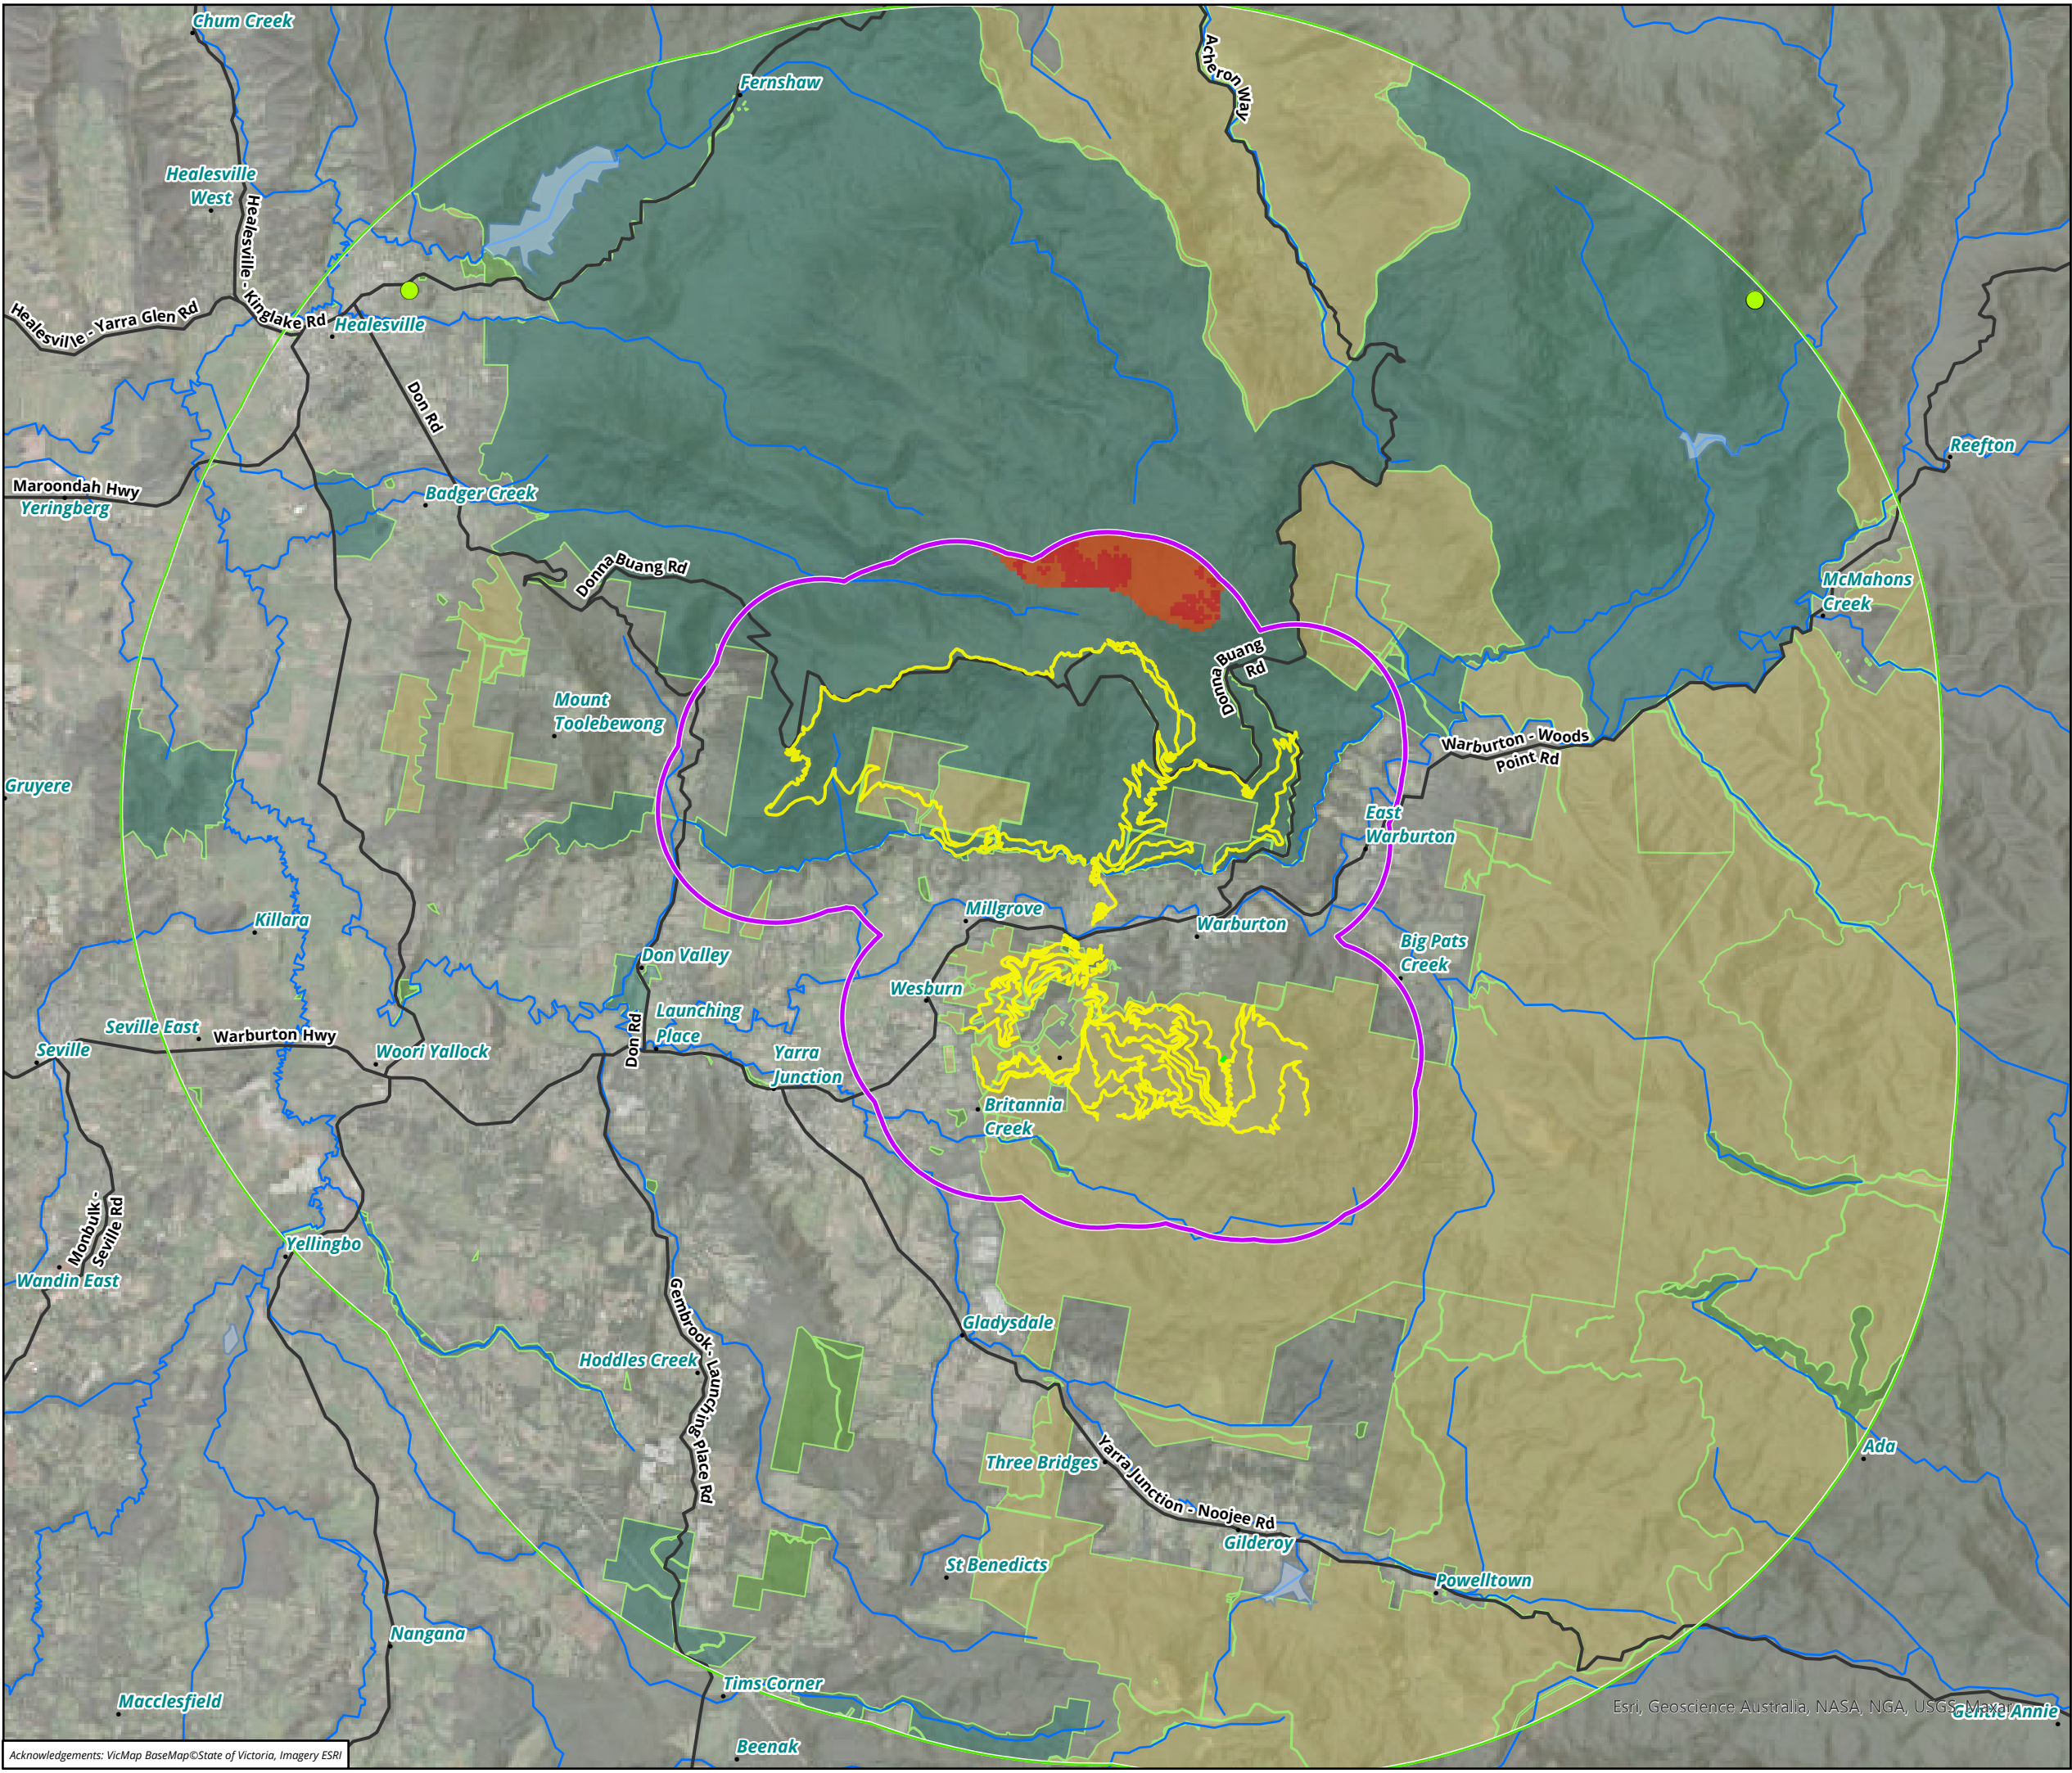 Chum Creek
Fernshaw
Acheron Way
Healesville
West
Healesville - Kinglake Rd
Healesville - Yarra Glen Rd
Healesville
Don Rd
Reefton
Maroondah Hwy
Yeringberg
Badger Creek
Donna Buang Rd
McMahons
Creek
Donna Buang
Rd
Mount
Toolebewong
Warburton - Woods
Point Rd
Gruyere
East
Warburton
Killara
Millgrove
Warburton
Big Pats
Creek
Don Valley
Wesburn
Launching
Place
Seville East
Warburton Hwy
Don Rd
Seville
Woori Yallock
Yarra
Junction
Britannia
Creek
Monbulk -
Seville Rd
Yellingbo
Wandin East
Gembrook - Launching Place Rd
Gladysdale
Hoddles Creek
Three Bridges
Yarra Junction - Noojee Rd
Ada
Gilderoy
St Benedicts
Powelltown
Nangana
Tims Corner
Macclesfield
Esri, Geoscience Australia, NASA, NGA, USGS, Maxar
Gentle Annie
Beenak
Acknowledgements: VicMap BaseMap©State of Victoria, Imagery ESRI